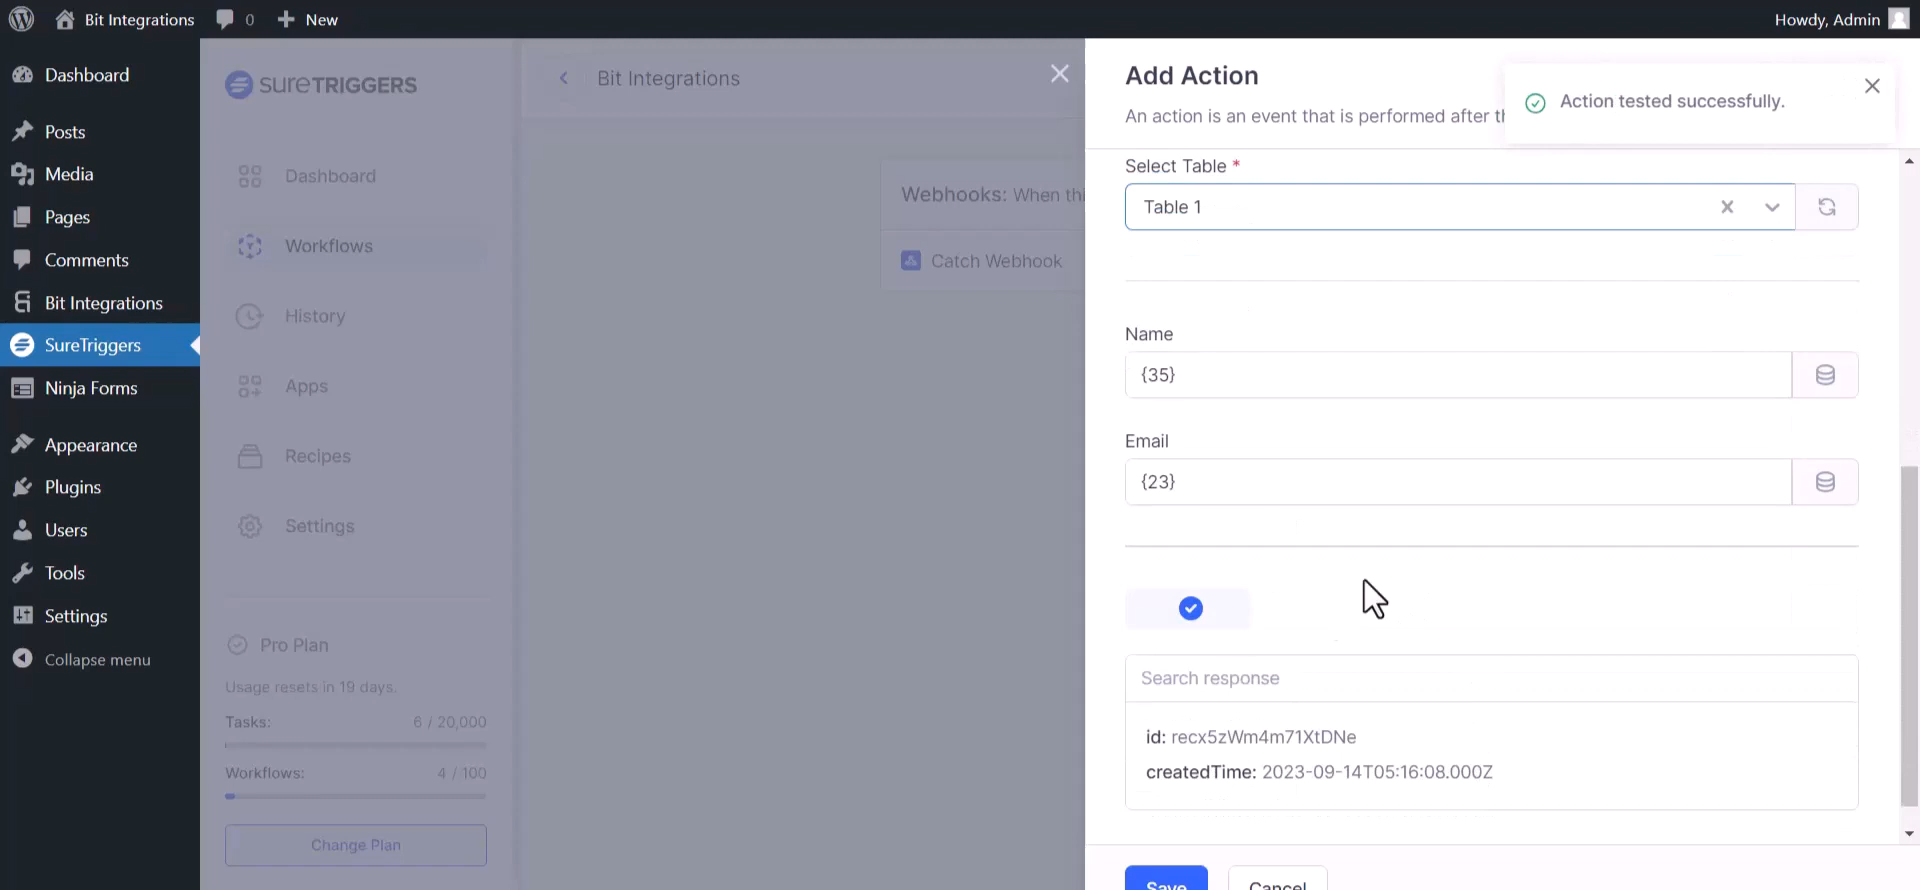 Bit Integrations
0
New
Howdy, Admin
Dashboard
Posts
Media
Pages
Comments
Bit Integrations
SureTriggers
Ninja Forms
Appearance
Plugins
Users
Tools
Settings
Collapse menu
sureTRIGGERS
Dashboard
Workflows
History
Apps
Recipes
Settings
Pro Plan
Usage resets in 19 days.
Tasks: 6 / 20,000
Workflows: 4 / 100
Change Plan
Bit Integrations
Webhooks: When thi
Catch Webhook
Add Action
An action is an event that is performed after th
Action tested successfully.
Select Table *
Table 1
Name
{35}
Email
{23}
Search response
id: recx5zWm4m71XtDNe
createdTime: 2023-09-14T05:16:08.000Z
Save
Cancel